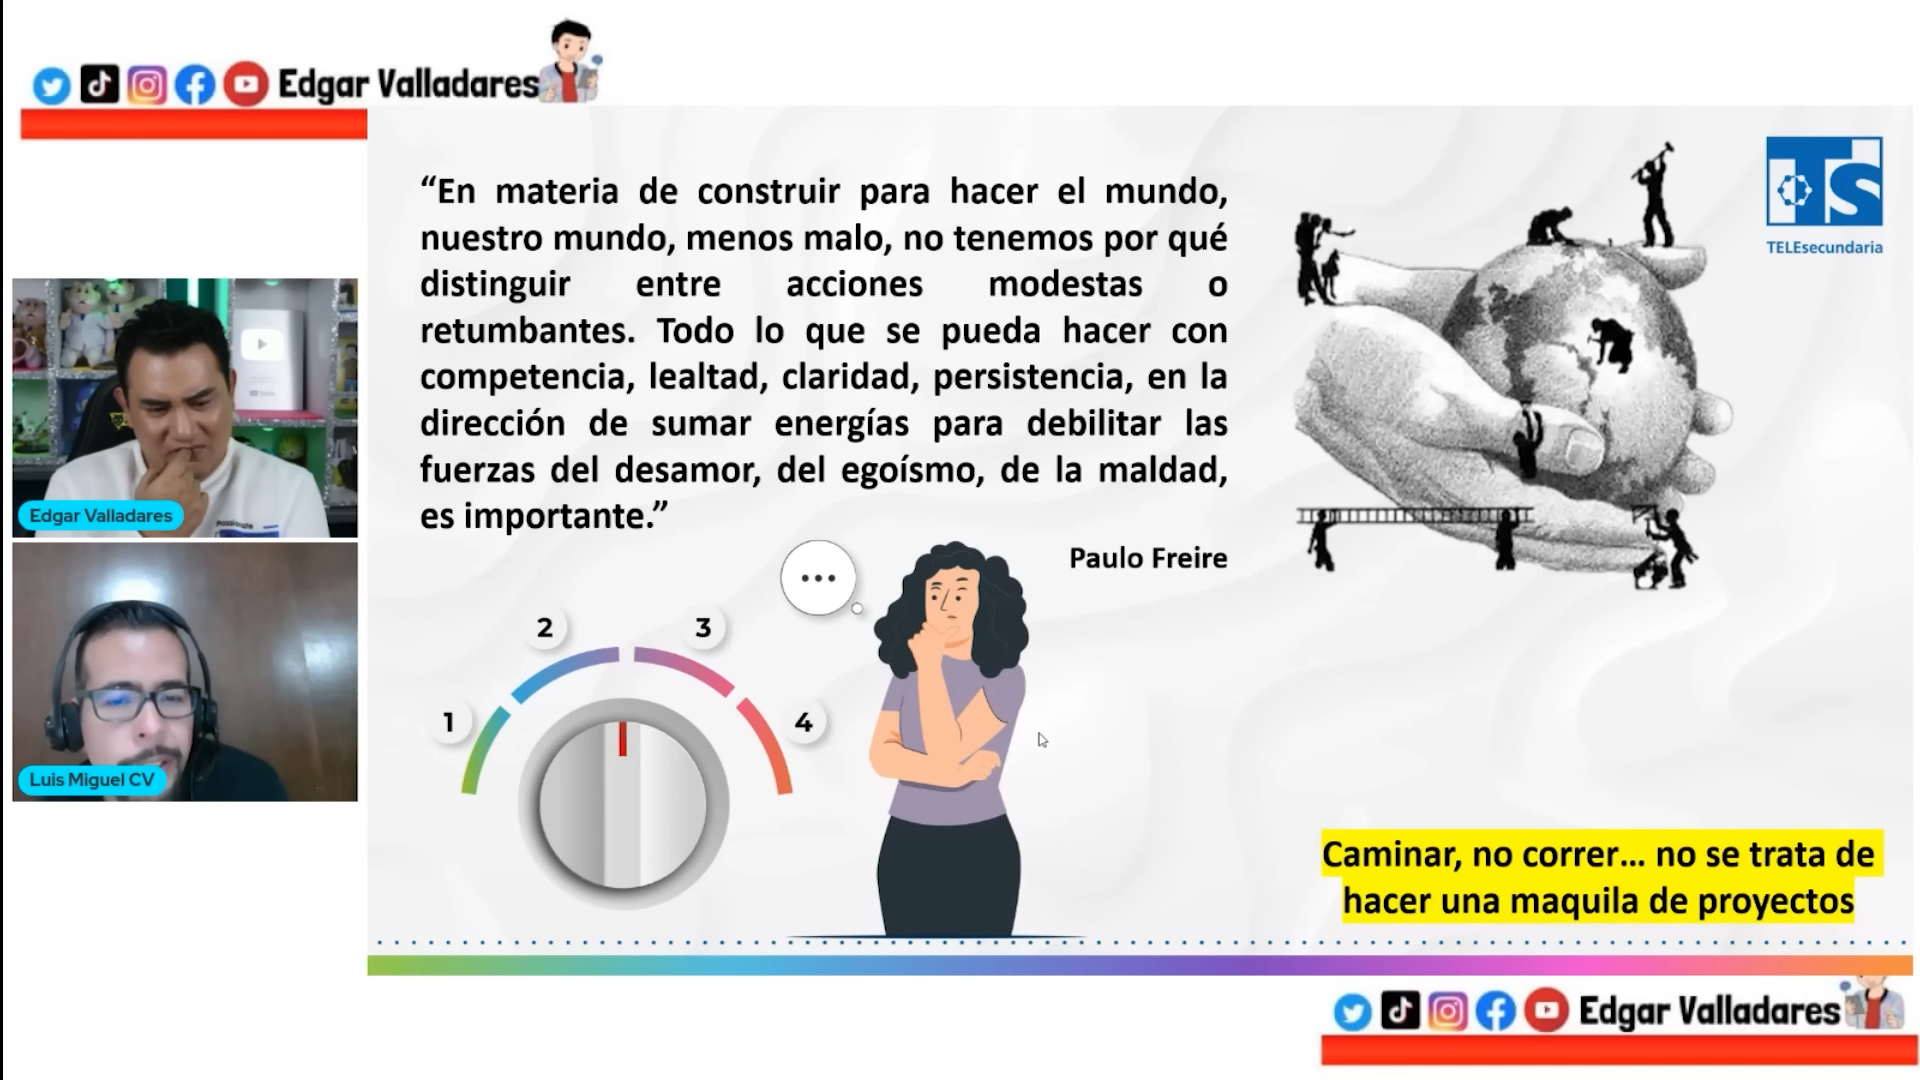 Edgar Valladares
“En materia de construir para hacer el mundo,
nuestro mundo, menos malo, no tenemos por qué
distinguir entre acciones modestas o
retumbantes. Todo lo que se pueda hacer con
competencia, lealtad, claridad, persistencia, en la
dirección de sumar energías para debilitar las
fuerzas del desamor, del egoísmo, de la maldad,
es importante.”
Paulo Freire
TS
TELEsecundaria
Edgar Valladares
Luis Miguel CV
...
1
2
3
4
Caminar, no correr... no se trata de
hacer una maquila de proyectos
Edgar Valladares